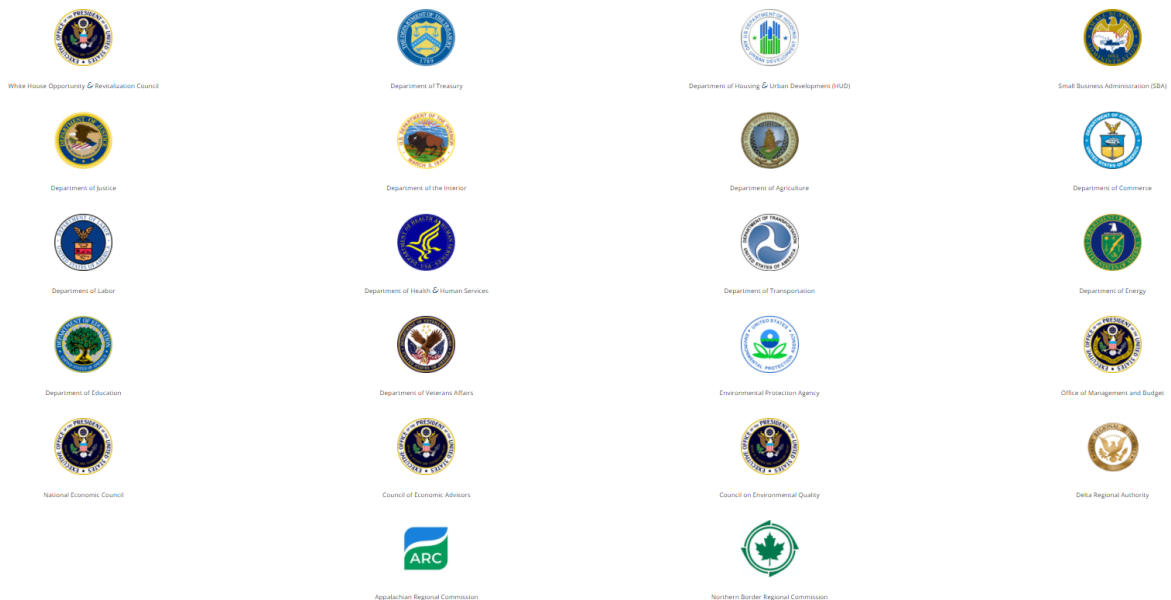 White House Opportunity & Revitalization Council
Department of Treasury
Department of Housing & Urban Development (HUD)
Small Business Administration (SBA)
Department of Justice
Department of the Interior
Department of Agriculture
Department of Commerce
Department of Labor
Department of Health & Human Services
Department of Transportation
Department of Energy
Department of Education
Department of Veterans Affairs
Environmental Protection Agency
Office of Management and Budget
National Economic Council
Council of Economic Advisors
Council on Environmental Quality
Delta Regional Authority
ARC
Appalachian Regional Commission
Northern Border Regional Commission